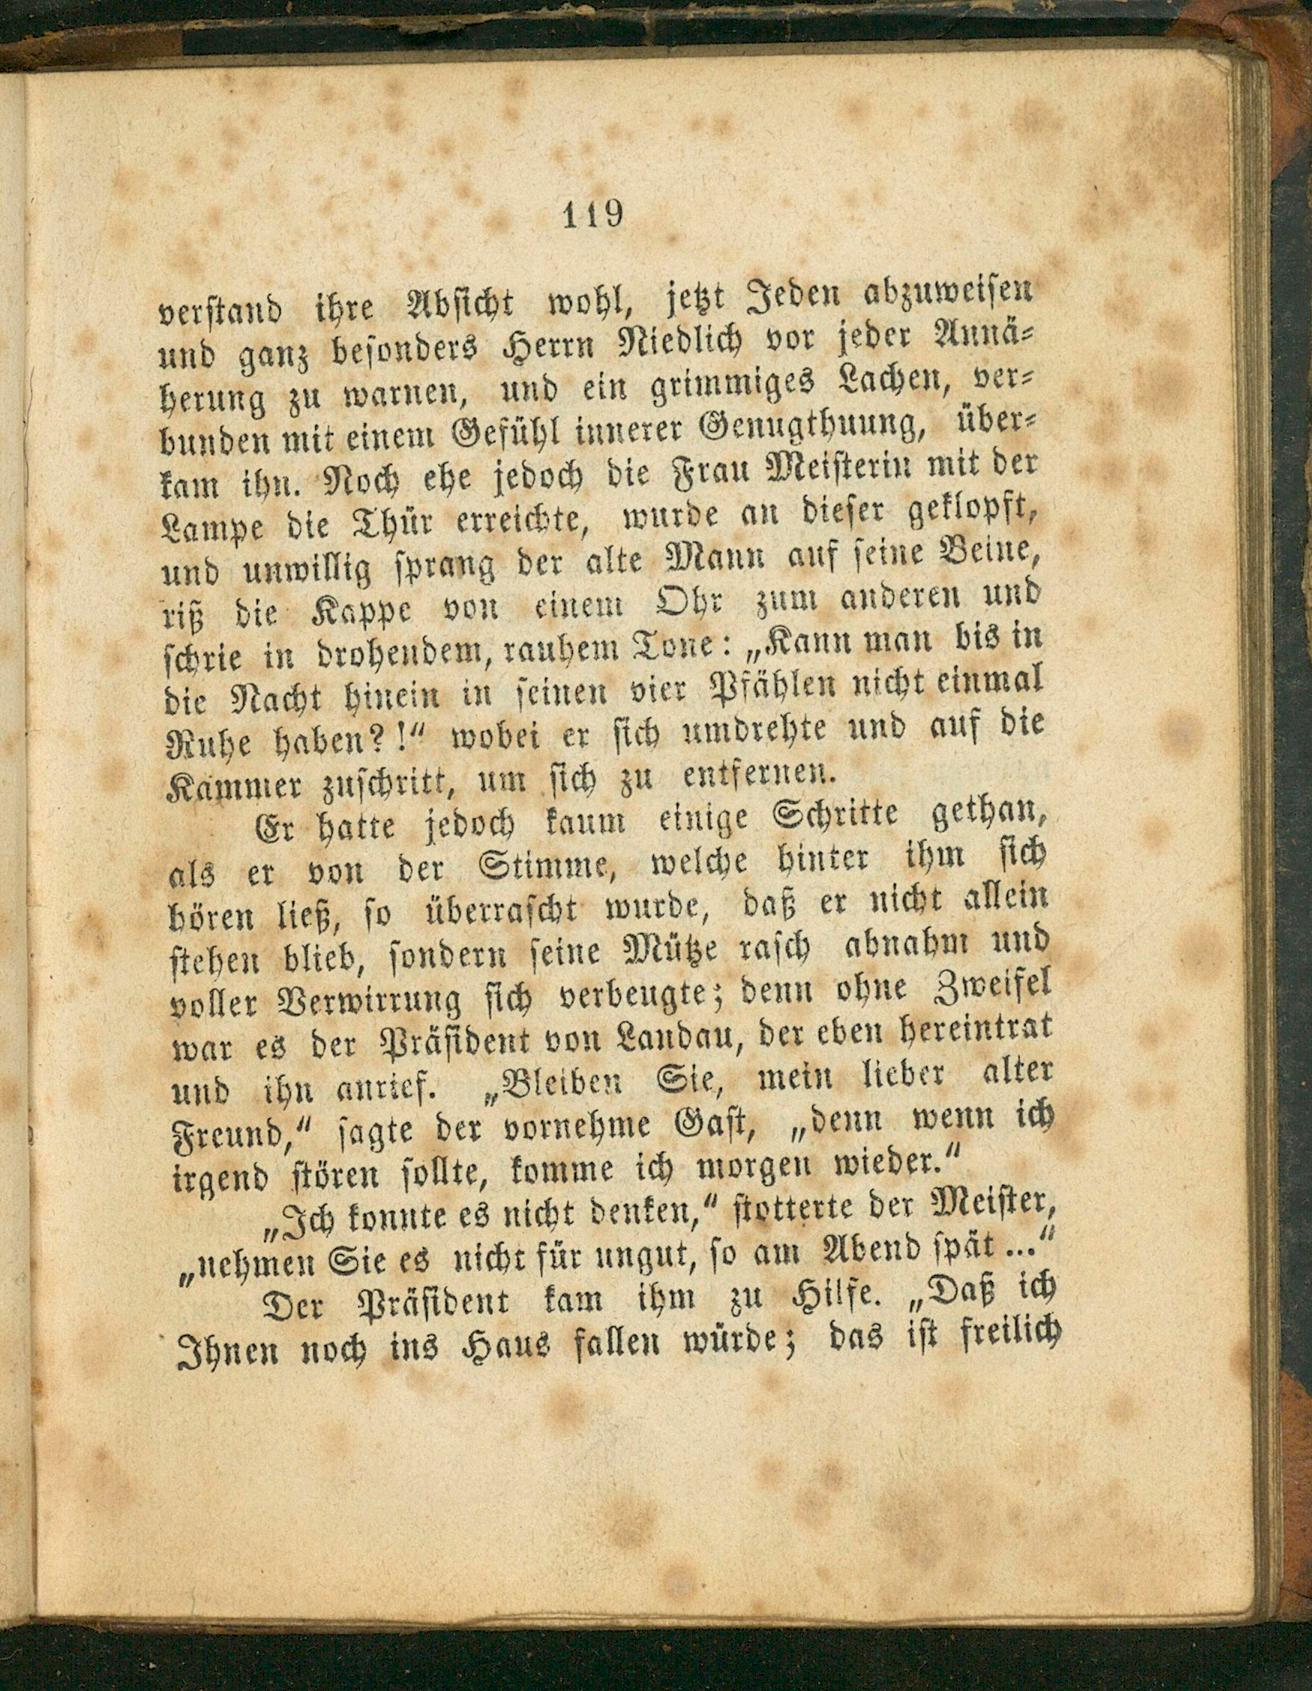 119
verstand ihre Absicht wohl, jetzt Jeden abzuweisen
und ganz besonders Herrn Niedlich vor jeder Annä-
herung zu warnen, und ein grimmiges Lachen, ver-
bunden mit einem Gefühl innerer Genugthuung, über-
kam ihn. Noch ehe jedoch die Frau Meisterin mit der
Lampe die Thür erreichte, wurde an dieser geklopft,
und unwillig sprang der alte Mann auf seine Beine,
riß die Kappe von einem Ohr zum anderen und
schrie in drohendem, rauhem Tone: „Kann man bis in
die Nacht hinein in seinen vier Pfählen nicht einmal
Ruhe haben?!“ wobei er sich umdrehte und auf die
Kammer zuschritt, um sich zu entfernen.
Er hatte jedoch kaum einige Schritte gethan,
als er von der Stimme, welche hinter ihm sich
hören ließ, so überrascht wurde, daß er nicht allein
stehen blieb, sondern seine Mütze rasch abnahm und
voller Verwirrung sich verbeugte; denn ohne Zweifel
war es der Präsident von Landau, der eben hereintrat
und ihn anrief. „Bleiben Sie, mein lieber alter
Freund,“ sagte der vornehme Gast, „denn wenn ich
irgend stören sollte, komme ich morgen wieder.“
„Ich konnte es nicht denken,“ stotterte der Meister,
„nehmen Sie es nicht für ungut, so am Abend spät ...“
Der Präsident kam ihm zu Hilfe. „Daß ich
Ihnen noch ins Haus fallen würde; das ist freilich